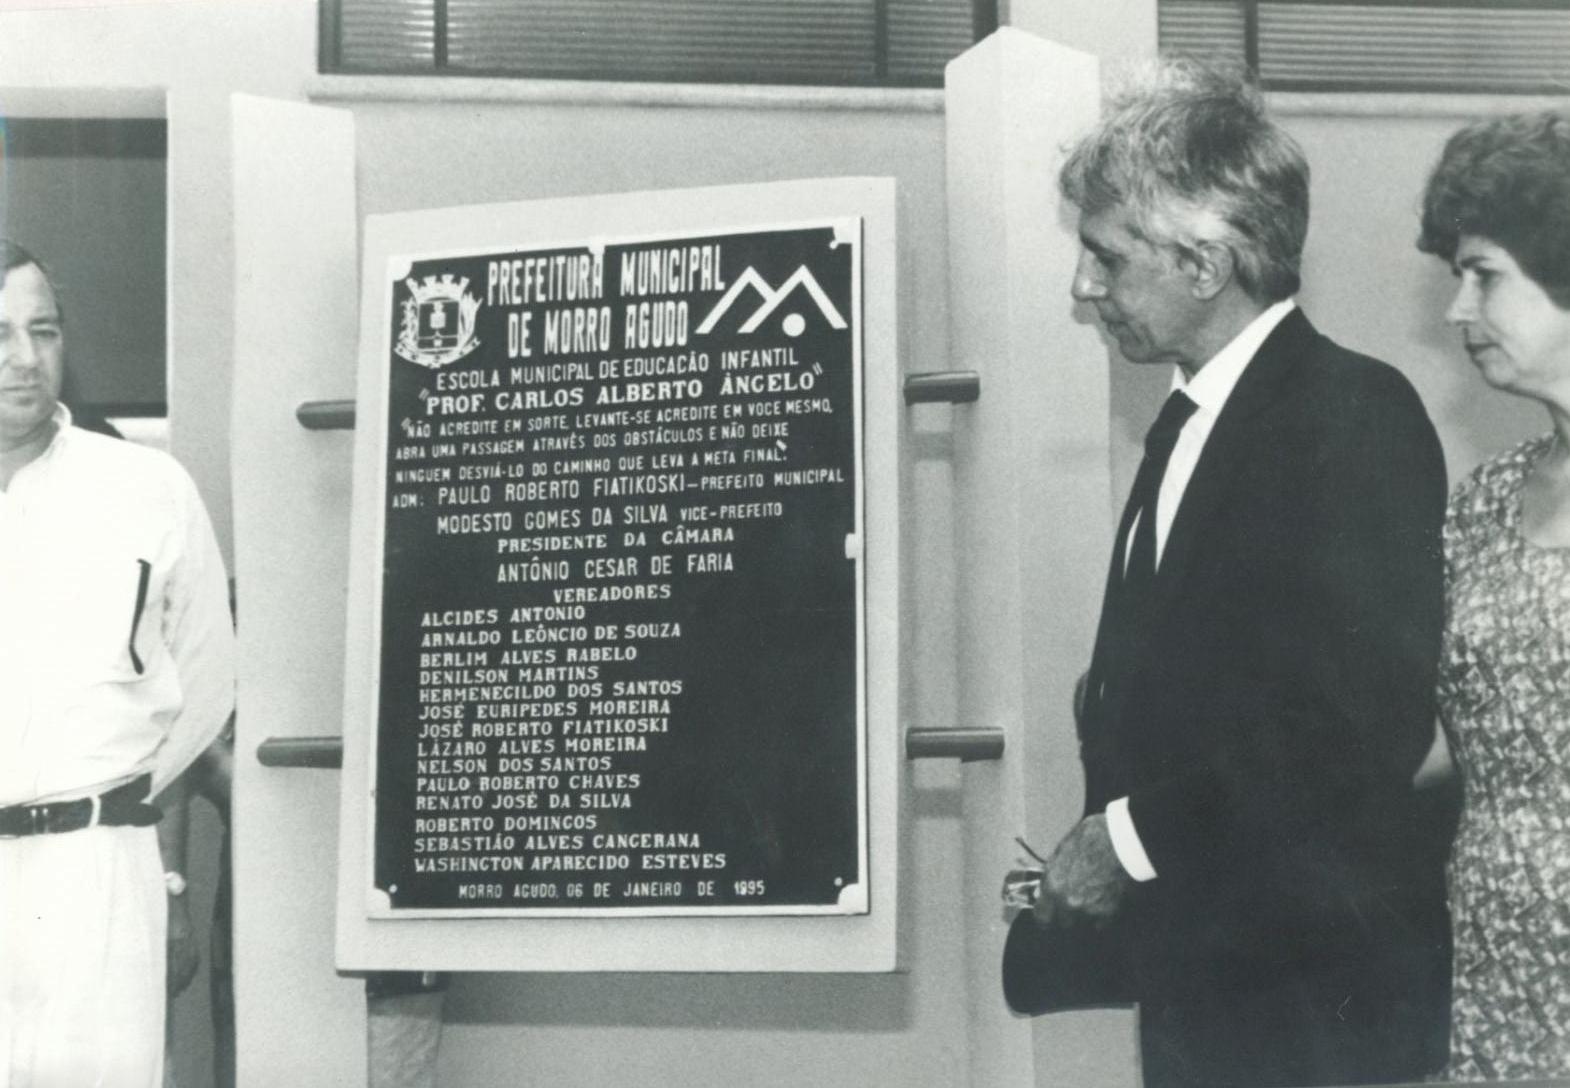 PREFEITURA MUNICIPAL
DE MORRO AGUDO
ESCOLA MUNICIPAL DE EDUCAÇÃO INFANTIL
"PROF. CARLOS ALBERTO ÂNGELO"
"NÃO ACREDITE EM SORTE, LEVANTE-SE ACREDITE EM VOCE MESMO,
ABRA UMA PASSAGEM ATRAVÉS DOS OBSTÁCULOS E NÃO DEIXE
NINGUEM DESVIÁ-LO DO CAMINHO QUE LEVA A META FINAL".
ADM: PAULO ROBERTO FIATIKOSKI-PREFEITO MUNICIPAL
MODESTO GOMES DA SILVA VICE-PREFEITO
PRESIDENTE DA CÂMARA
ANTÔNIO CESAR DE FARIA
VEREADORES
ALCIDES ANTONIO
ARNALDO LEÔNCIO DE SOUZA
BERLIM ALVES RABELO
DENILSON MARTINS
HERMENECILDO DOS SANTOS
JOSÉ EURIPEDES MOREIRA
JOSÉ ROBERTO FIATIKOSKI
LÁZARO ALVES MOREIRA
NELSON DOS SANTOS
PAULO ROBERTO CHAVES
RENATO JOSÉ DA SILVA
ROBERTO DOMINGOS
SEBASTIÃO ALVES CANGERANA
WASHINGTON APARECIDO ESTEVES
MORRO AGUDO, 06 DE JANEIRO DE 1995